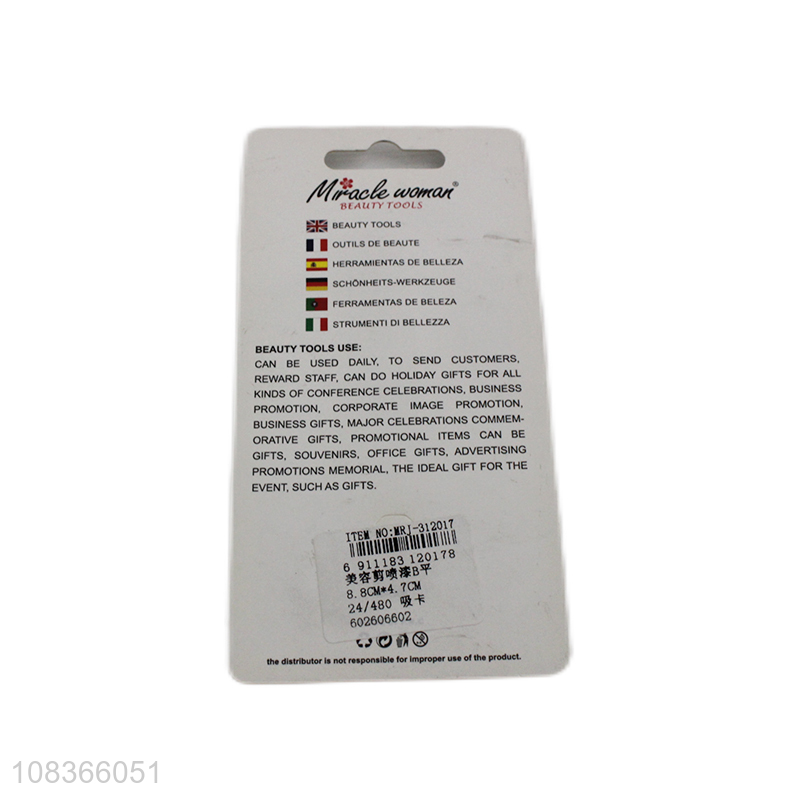 Miracle woman®
BEAUTY TOOLS
BEAUTY TOOLS
OUTILS DE BEAUTE
HERRAMIENTAS DE BELLEZA
SCHÖNHEITS-WERKZEUGE
FERRAMENTAS DE BELEZA
STRUMENTI DI BELLEZZA
BEAUTY TOOLS USE:
CAN BE USED DAILY, TO SEND CUSTOMERS,
REWARD STAFF, CAN DO HOLIDAY GIFTS FOR ALL
KINDS OF CONFERENCE CELEBRATIONS, BUSINESS
PROMOTION, CORPORATE IMAGE PROMOTION,
BUSINESS GIFTS, MAJOR CELEBRATIONS COMMEM-
ORATIVE GIFTS, PROMOTIONAL ITEMS CAN BE
GIFTS, SOUVENIRS, OFFICE GIFTS, ADVERTISING
PROMOTIONS MEMORIAL, THE IDEAL GIFT FOR THE
EVENT, SUCH AS GIFTS.
ITEM NO:MRJ-312017
6 911183 120178
美容剪喷漆B平
8.8CM*4.7CM
24/480 吸卡
602606602
the distributor is not responsible for improper use of the product.
108366051